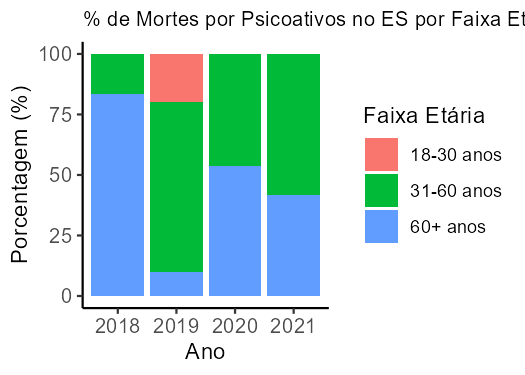 % de Mortes por Psicoativos no ES por Faixa Et
100
75
50
25
0
Porcentagem (%)
2018 2019 2020 2021
Ano
Faixa Etária
18-30 anos
31-60 anos
60+ anos